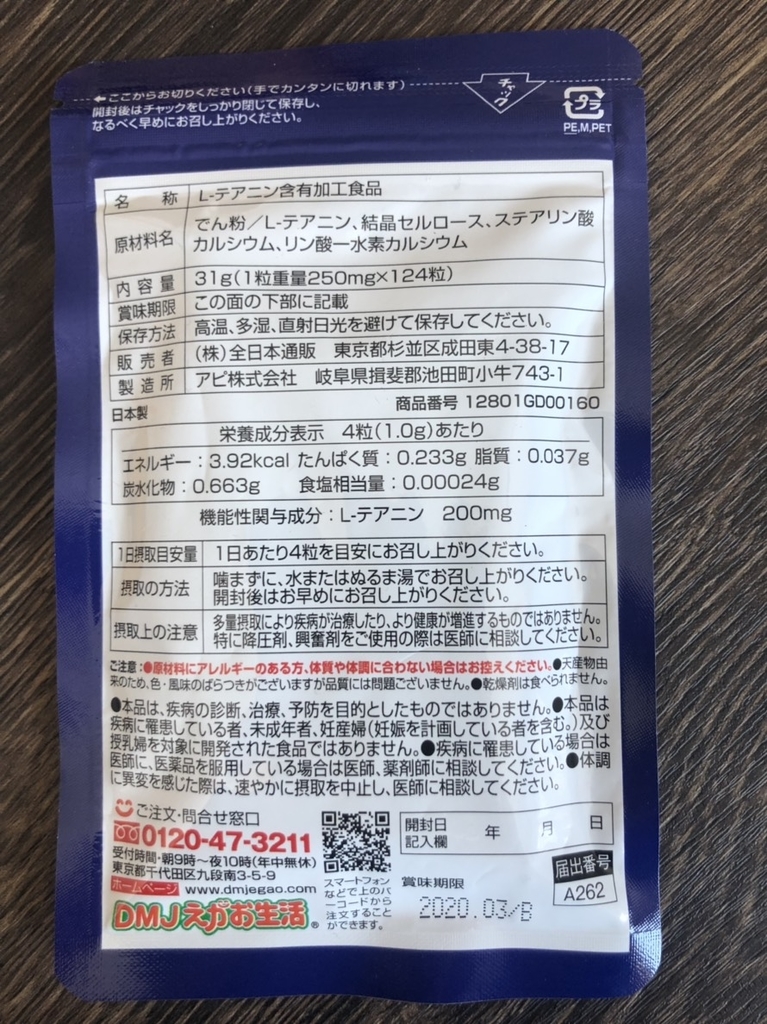 ←ここからお切りください(手でカンタンに切れます)
開封後はチャックをしっかり閉じて保存し、
なるべく早めにお召し上がりください。
チャック
プラ
PE,M,PET
名称 L-テアニン含有加工食品
原材料名 でん粉/L-テアニン、結晶セルロース、ステアリン酸
カルシウム、リン酸一水素カルシウム
内容量 31g(1粒重量250mg×124粒)
賞味期限 この面の下部に記載
保存方法 高温、多湿、直射日光を避けて保存してください。
販売者 (株)全日本通販 東京都杉並区成田東4-38-17
製造所 アピ株式会社 岐阜県揖斐郡池田町小牛743-1
日本製 商品番号 12801GD00160
栄養成分表示 4粒(1.0g)あたり
エネルギー:3.92kcal たんぱく質:0.233g 脂質:0.037g
炭水化物:0.663g 食塩相当量:0.00024g
機能性関与成分:L-テアニン 200mg
1日摂取目安量 1日あたり4粒を目安にお召し上がりください。
摂取の方法 噛まずに、水またはぬるま湯でお召し上がりください。
開封後はお早めにお召し上がりください。
摂取上の注意 多量摂取により疾病が治療したり、より健康が増進するものではありません。
特に降圧剤、興奮剤をご使用の際は医師に相談してください。
ご注意:●原材料にアレルギーのある方、体質や体調に合わない場合はお控えください。●天産物由
来のため、色・風味のばらつきがございますが品質には問題ございません。●乾燥剤は食べられません。
●本品は、疾病の診断、治療、予防を目的としたものではありません。●本品は
疾病に罹患している者、未成年者、妊産婦(妊娠を計画している者を含む。)及び
授乳婦を対象に開発された食品ではありません。●疾病に罹患している場合は
医師に、医薬品を服用している場合は医師、薬剤師に相談してください。●体調
に異変を感じた際は、速やかに摂取を中止し、医師に相談してください。
ご注文・問合せ窓口
0120-47-3211
受付時間・朝9時〜夜10時(年中無休)
東京都千代田区九段南3-5-9
ホームページ www.dmjegao.com
DMJえがお生活®
スマートフォン
などで上のバ
ーコードから
注文すること
ができます。
開封日
記入欄 年 月 日
賞味期限
2020.03/B
届出番号
A262